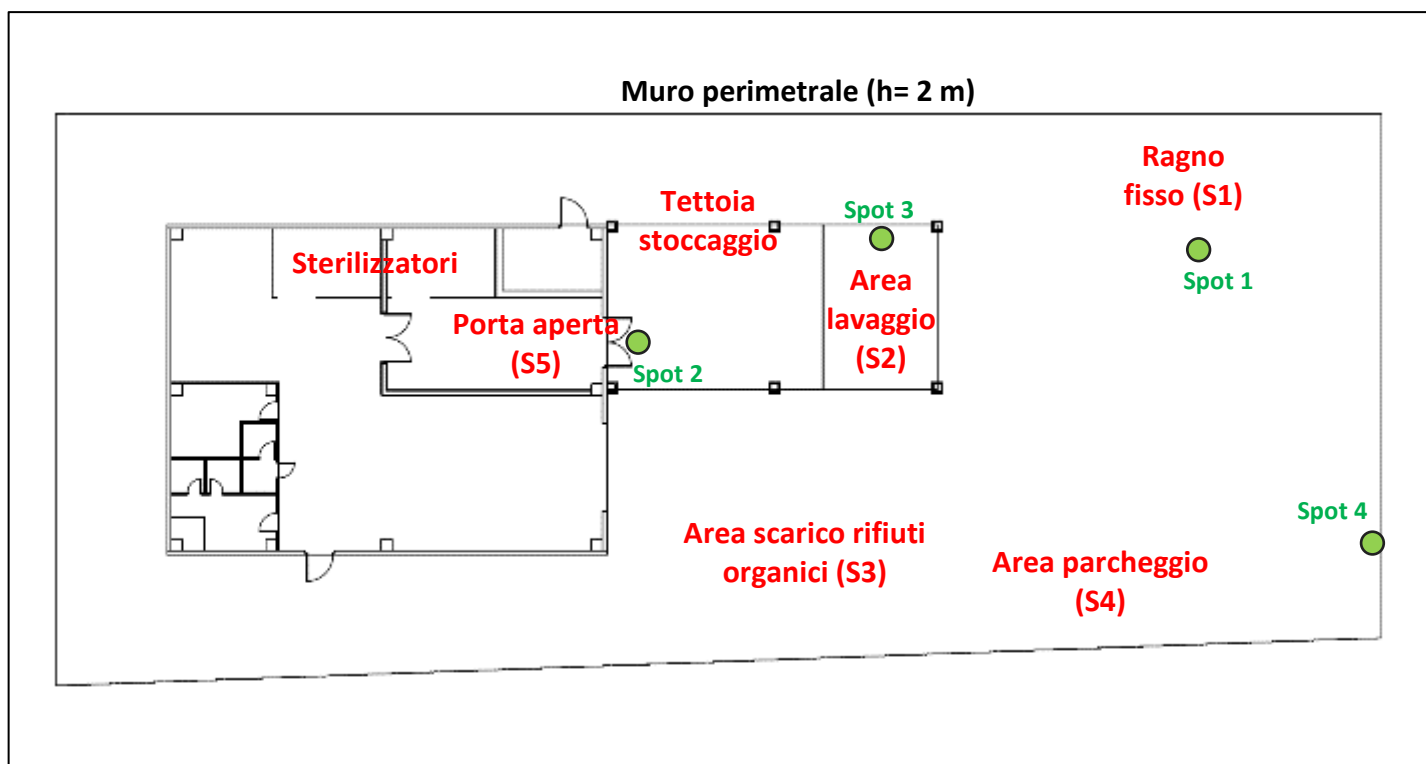 Muro perimetrale (h= 2 m)
Ragno
fisso (S1)
Tettoia
stoccaggio
Spot 3
Sterilizzatori
Area
lavaggio
(S2)
Spot 1
Porta aperta
(S5)
Spot 2
Spot 4
Area scarico rifiuti
organici (S3)
Area parcheggio
(S4)